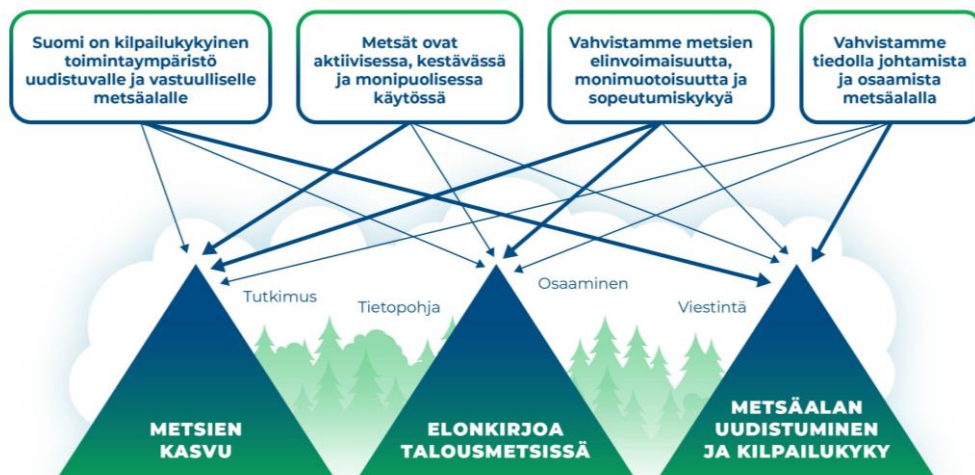 Suomi on kilpailukykyinen
toimintaympäristö
uudistuvalle ja vastuulliselle
metsäalalle
Metsät ovat
aktiivisessa, kestävässä
ja monipuolisessa
käytössä
Vahvistamme metsien
elinvoimaisuutta,
monimuotoisuutta ja
sopeutumiskykyä
Vahvistamme
tiedolla johtamista
ja osaamista
metsäalalla
Tutkimus
Tietopohja
Osaaminen
Viestintä
METSIEN
KASVU
ELONKIRJOA
TALOUSMETSISSÄ
METSÄALAN
UUDISTUMINEN
JA KILPAILUKYKY